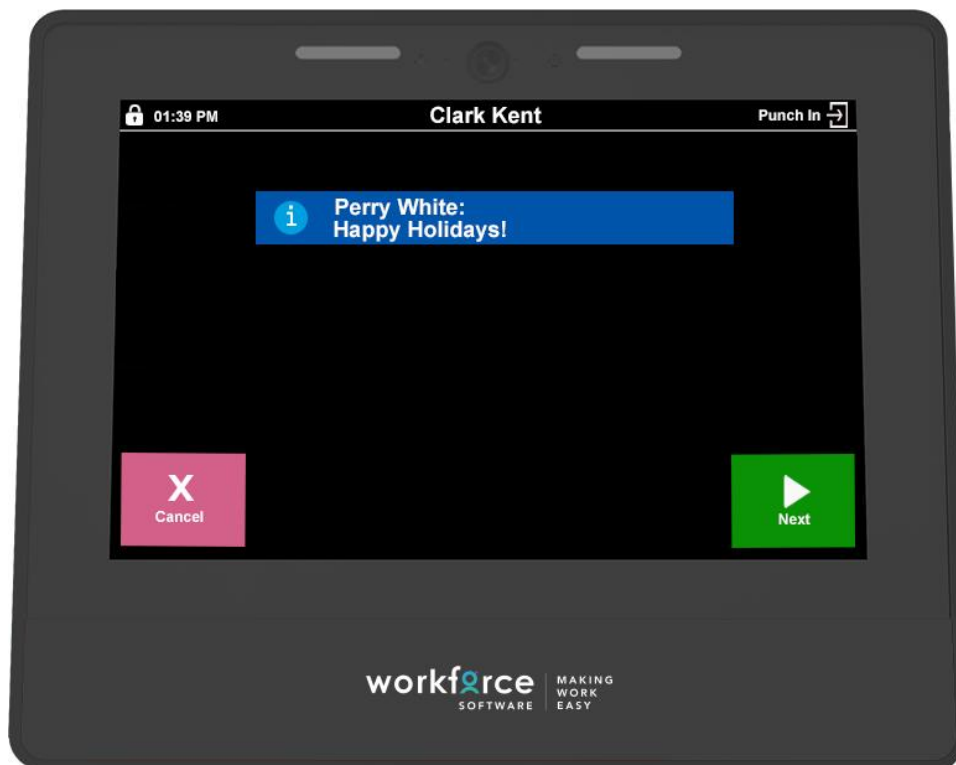 01:39 PM
Clark Kent
Punch In
i
Perry White:
Happy Holidays!
X
Cancel
Next
workforce
SOFTWARE
MAKING
WORK
EASY